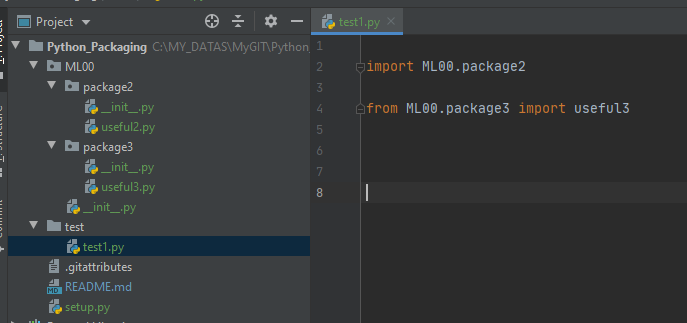 Project
Python_Packaging C:\MY_DATAS\MyGIT\Python_
ML00
package2
__init__.py
useful2.py
package3
__init__.py
useful3.py
__init__.py
test
test1.py
.gitattributes
README.md
setup.py
test1.py
1
2 import ML00.package2
3
4 from ML00.package3 import useful3
5
6
7
8